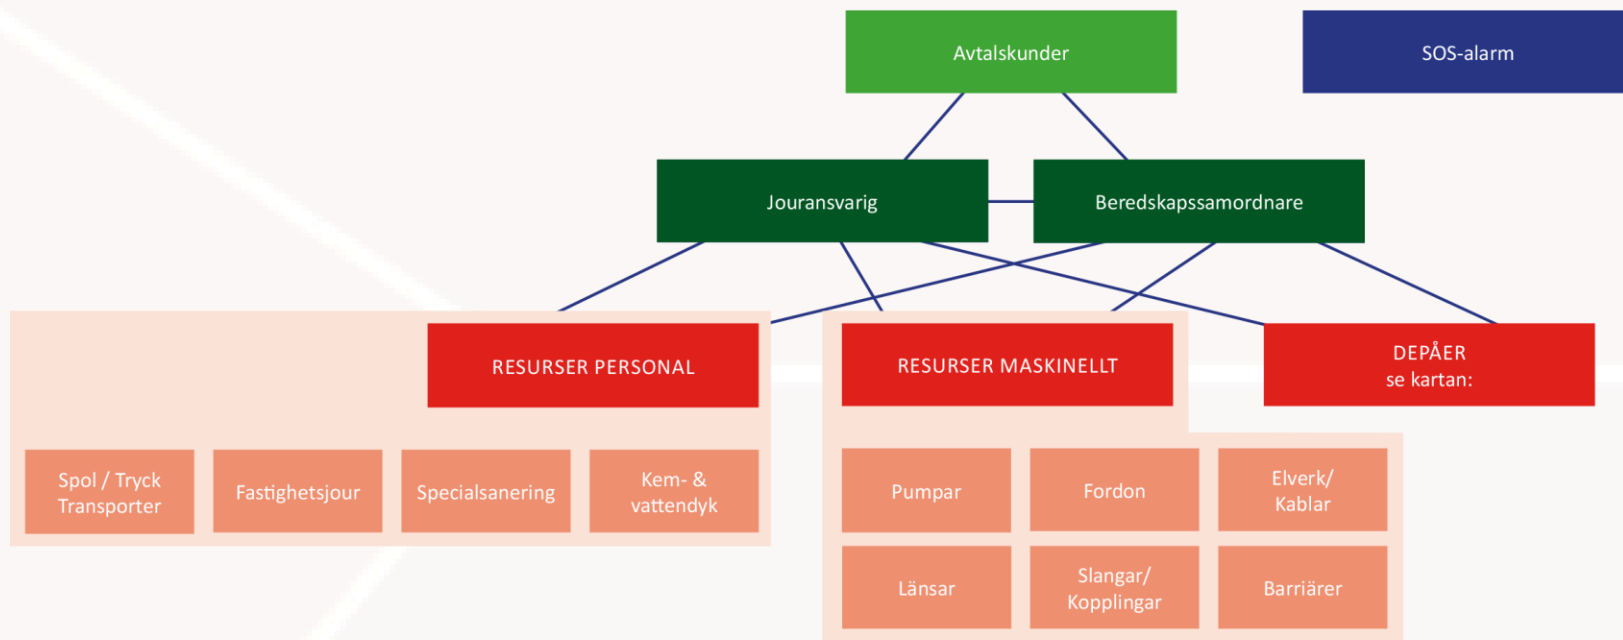 Avtalskunder
SOS-alarm
Jouransvarig
Beredskapssamordnare
RESURSER PERSONAL
RESURSER MASKINELLT
DEPÅER
se kartan:
Spol / Tryck
Transporter
Fastighetsjour
Specialsanering
Kem- &
vattendyk
Pumpar
Fordon
Elverk/
Kablar
Länsar
Slangar/
Kopplingar
Barriärer